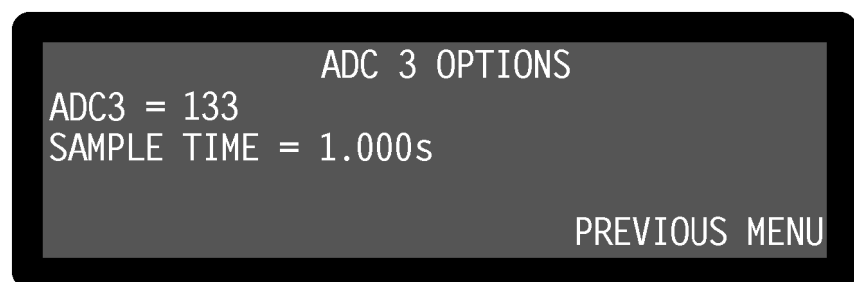 ADC 3 OPTIONS
ADC3 = 133
SAMPLE TIME = 1.000s
PREVIOUS MENU